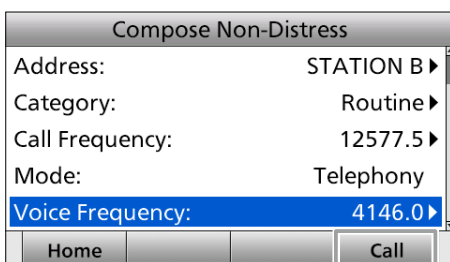 Compose Non-Distress
Address: STATION B
Category: Routine
Call Frequency: 12577.5
Mode: Telephony
Voice Frequency: 4146.0
Home Call